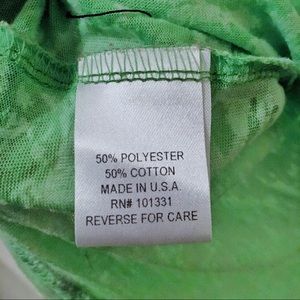 50% POLYESTER
50% COTTON
MADE IN U.S.A.
RN# 101331
REVERSE FOR CARE